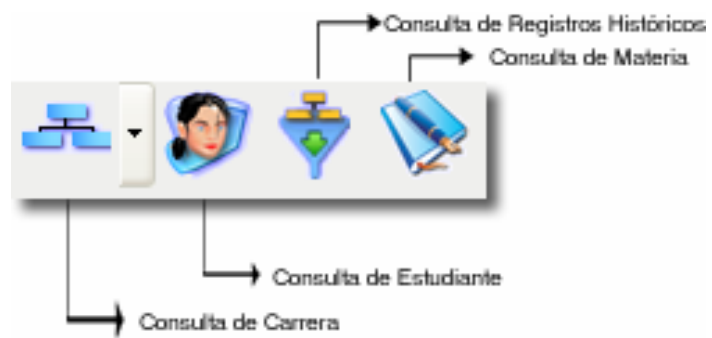 Consulta de Registros Históricos
Consulta de Materia
Consulta de Estudiante
Consulta de Carrera